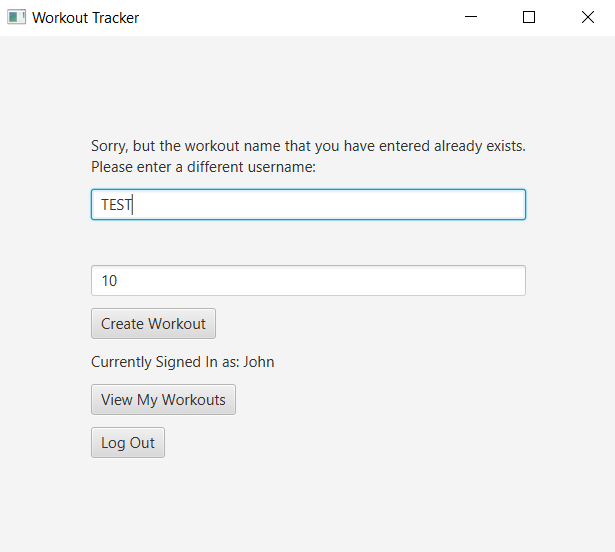 Workout Tracker
Sorry, but the workout name that you have entered already exists.
Please enter a different username:
TEST
10
Create Workout
Currently Signed In as: John
View My Workouts
Log Out